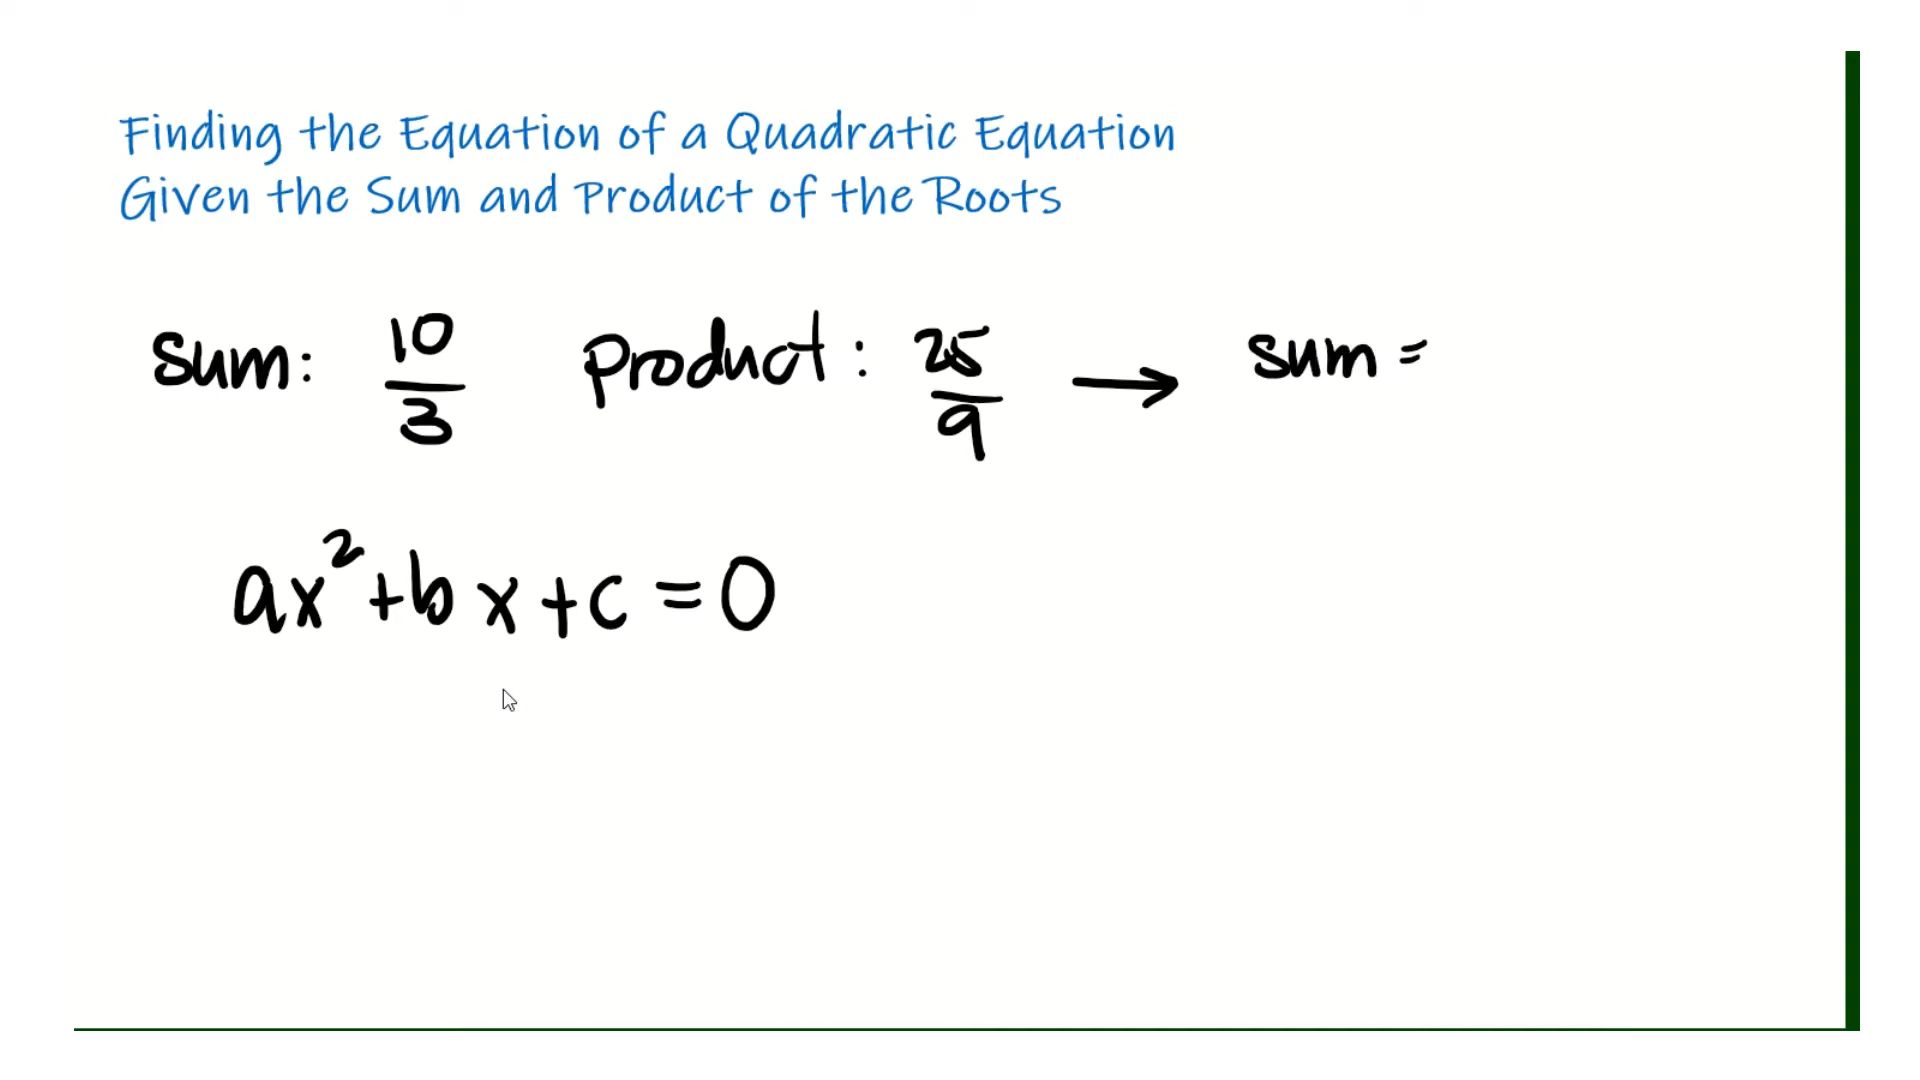 Finding the Equation of a Quadratic Equation
Given the Sum and Product of the Roots
Sum: 10/3 product: 25/9 → sum =
ax²+bx+c=0